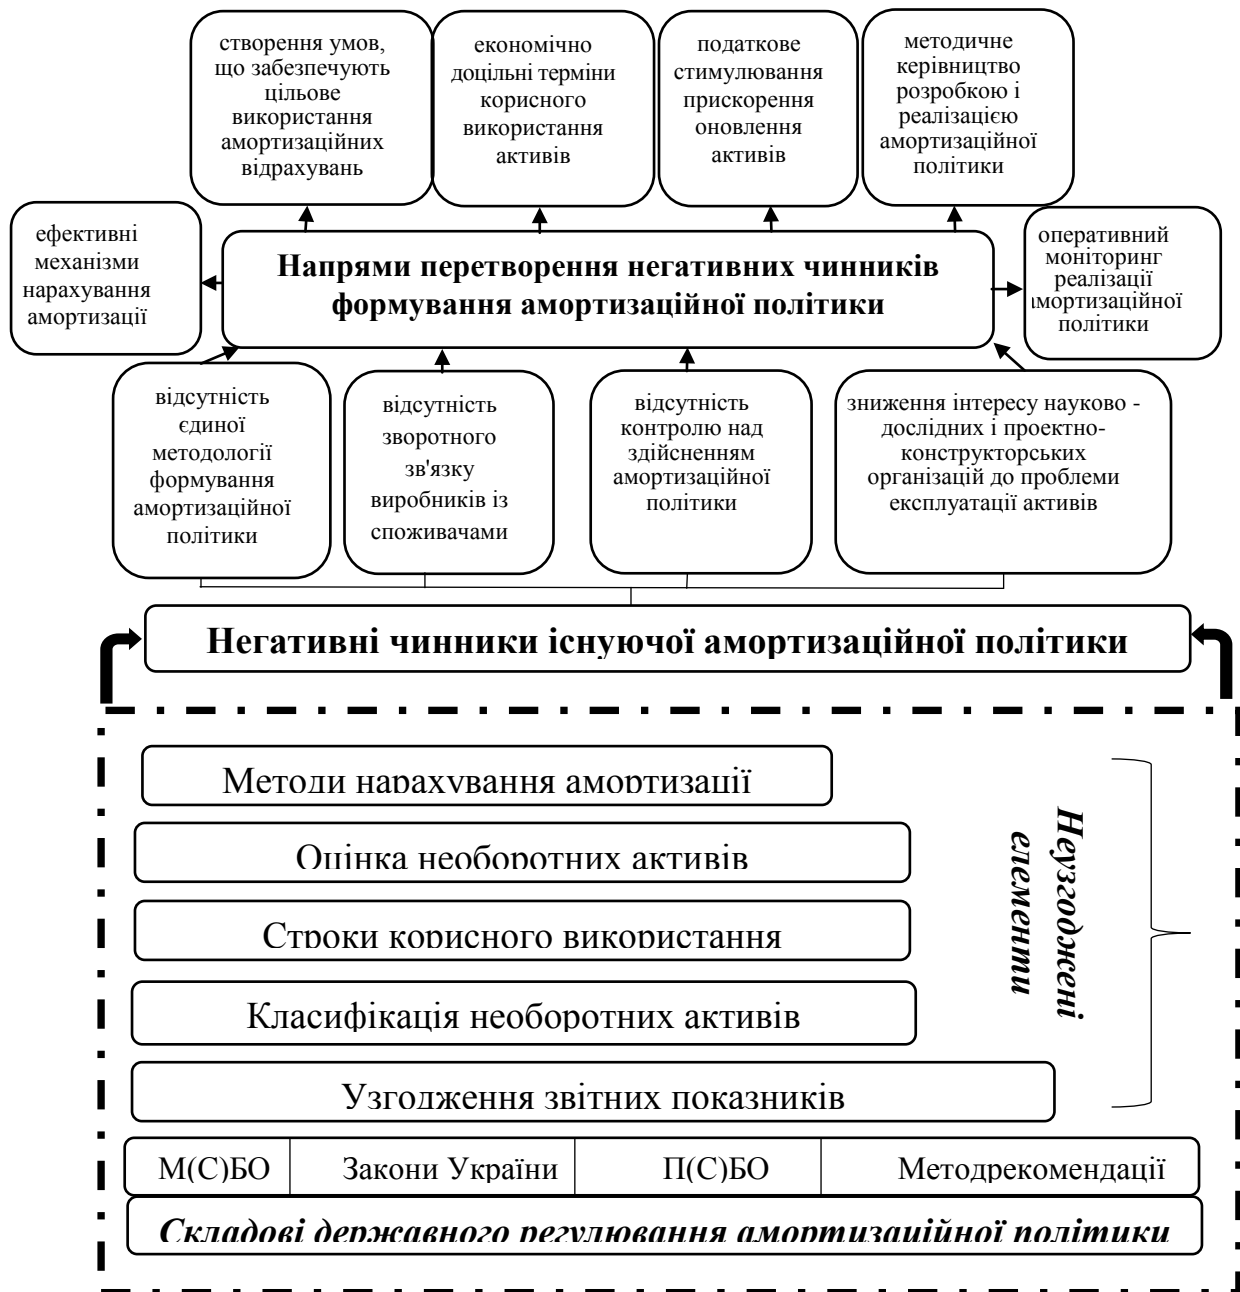 створення умов,
що забезпечують
цільове
використання
амортизаційних
відрахувань
економічно
доцільні терміни
корисного
використання
активів
податкове
стимулювання
прискорення
оновлення
активів
методичне
керівництво
розробкою і
реалізацією
амортизаційної
політики
ефективні
механізми
нарахування
амортизації
Напрями перетворення негативних чинників
формування амортизаційної політики
оперативний
моніторинг
реалізації
амортизаційної
політики
відсутність
єдиної
методології
формування
амортизаційної
політики
відсутність
зворотного
зв'язку
виробників із
споживачами
відсутність
контролю над
здійсненням
амортизаційної
політики
зниження інтересу науково -
дослідних і проектно-
конструкторських
організацій до проблеми
експлуатації активів
Негативні чинники існуючої амортизаційної політики
Методи нарахування амортизації
Оцінка необоротних активів
Строки корисного використання
Класифікація необоротних активів
Узгодження звітних показників
Неузгоджені
елементи
М(С)БО Закони України П(С)БО Методрекомендації
Складові державного регулювання амортизаційної політики